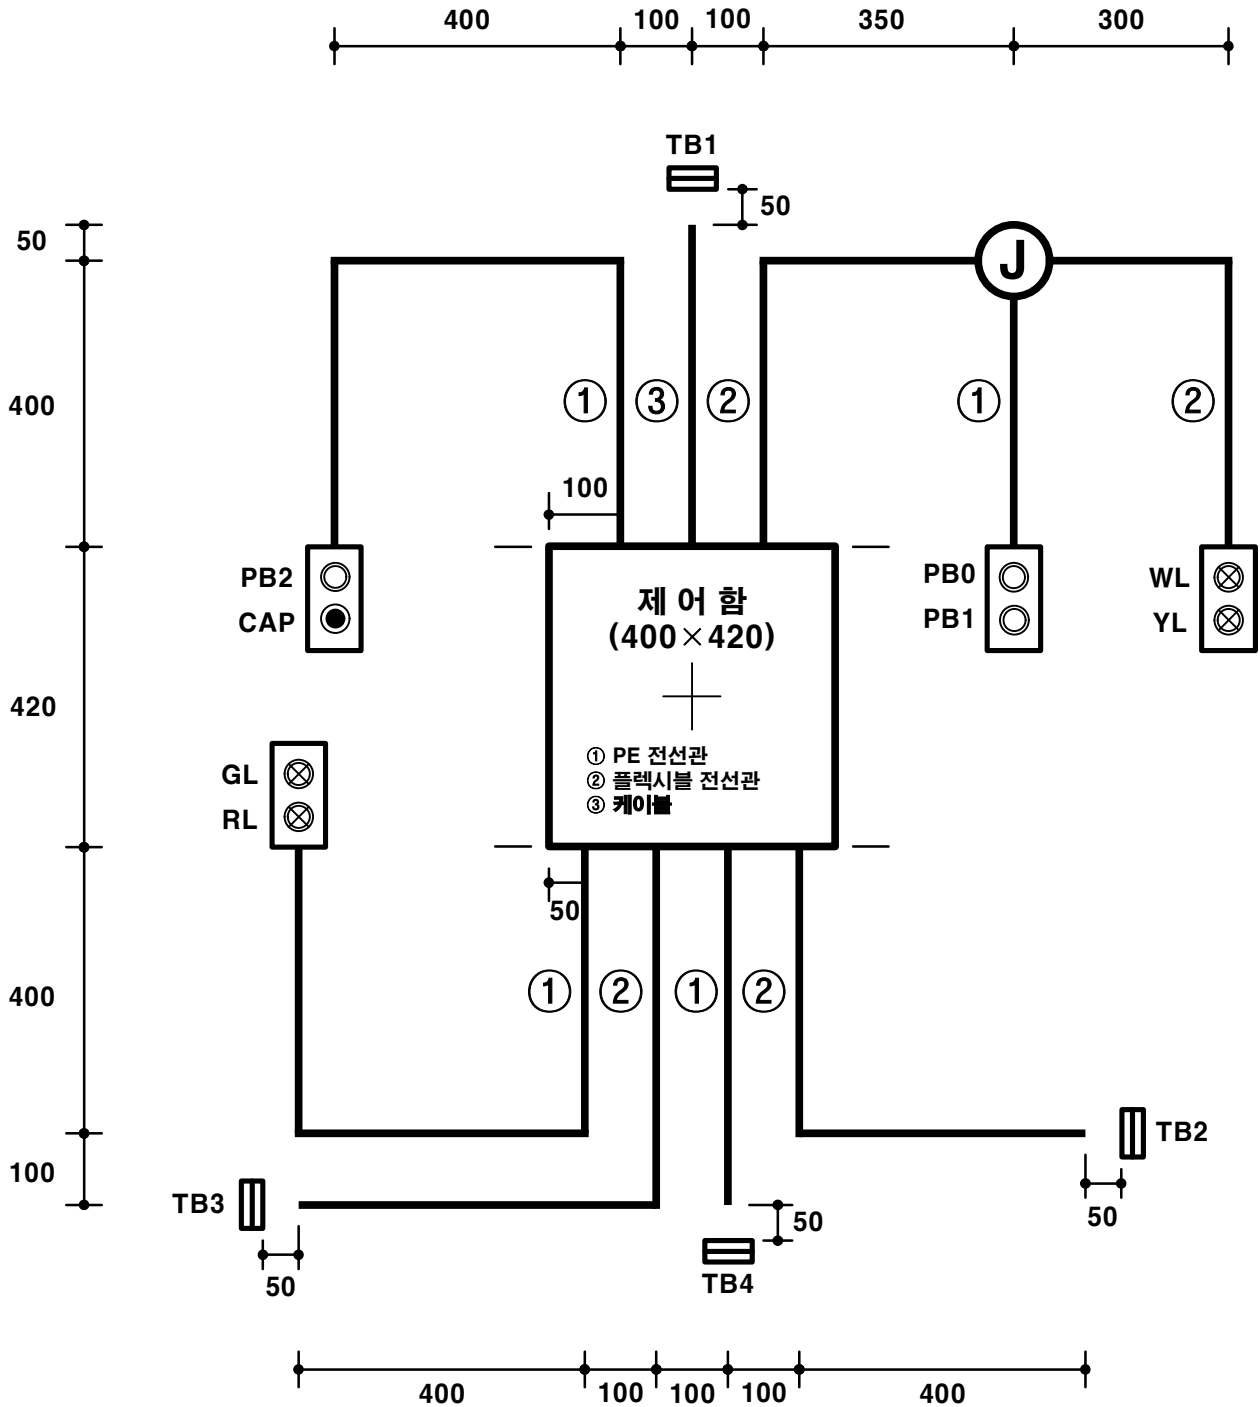 400 100 100 350 300
TB1
50
50
J
400
① ③ ② ① ②
100
PB2
CAP
제 어 함
(400×420)
PB0
PB1
WL
YL
420
① PE 전선관
② 플렉시블 전선관
③ 케이블
GL
RL
50
400
① ② ① ②
100
TB2
TB3
50
50
50
TB4
400 100 100 100 400